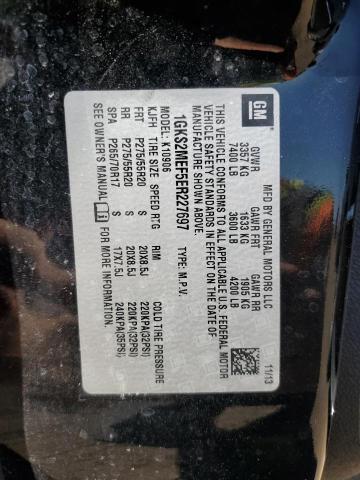 GM
MFD BY GENERAL MOTORS LLC 11/13
GVWR GAWR FRT GAWR RR
3357 KG 1633 KG 1905 KG
7400 LB 3600 LB 4200 LB
THIS VEHICLE CONFORMS TO ALL APPLICABLE U.S. FEDERAL MOTOR
VEHICLE SAFETY STANDARDS IN EFFECT ON THE DATE OF
MANUFACTURE SHOWN ABOVE.
1GKS2MEF5ER227697 TYPE: M.P.V.
MODEL: K10906
KJFH TIRE SIZE SPEED RTG RIM COLD TIRE PRESSURE
FRT P275/55R20 S 20X8.5J 220KPA(32PSI)
RR P275/55R20 S 20X8.5J 220KPA(32PSI)
SPA P265/70R17 S 17X7.5J 240KPA(35PSI)
SEE OWNER'S MANUAL FOR MORE INFORMATION.